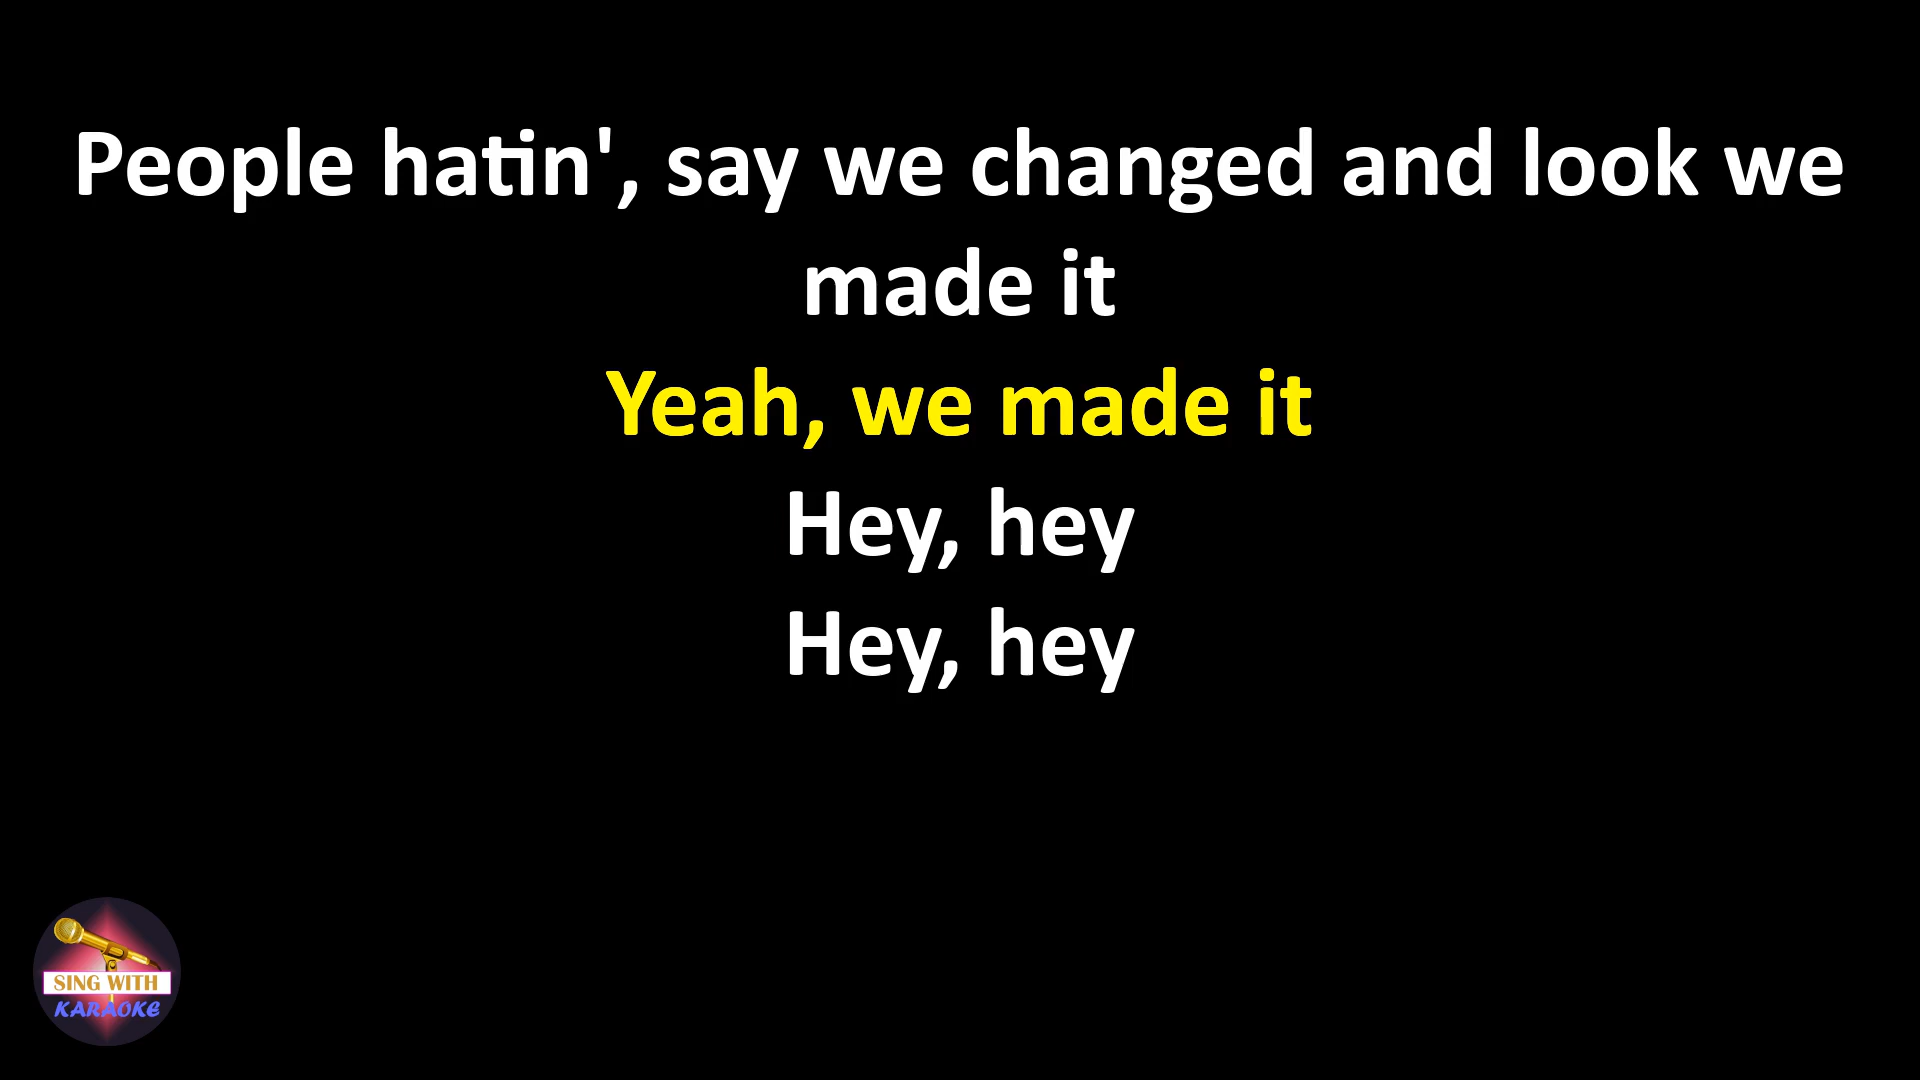 People hatin', say we changed and look we
made it
Yeah, we made it
Hey, hey
Hey, hey
SING WITH
KARAOKE